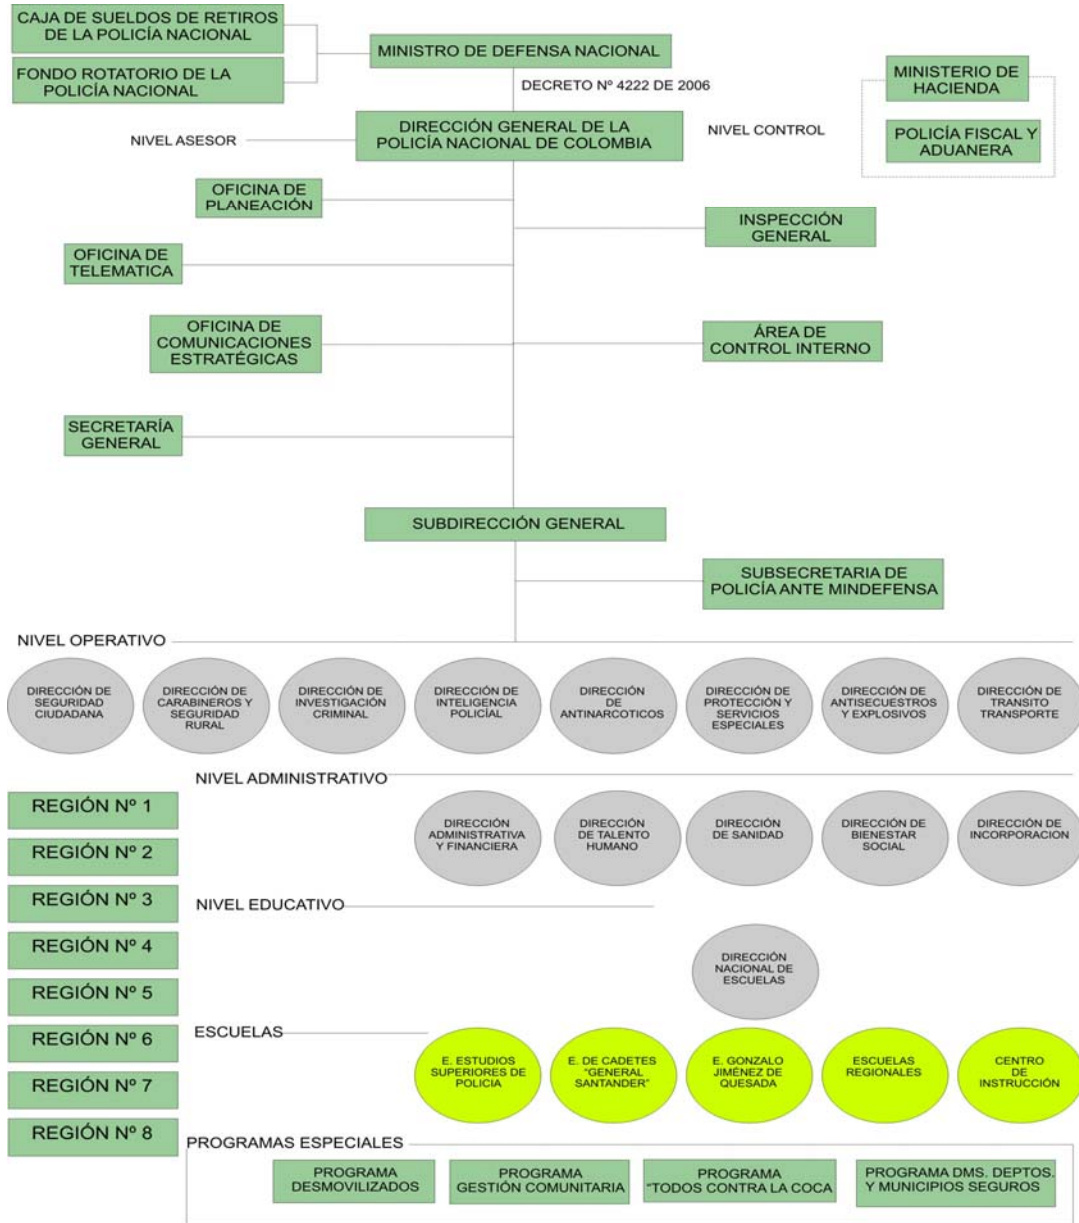 CAJA DE SUELDOS DE RETIROS
DE LA POLICÍA NACIONAL
FONDO ROTATORIO DE LA
POLICÍA NACIONAL
MINISTRO DE DEFENSA NACIONAL
DECRETO Nº 4222 DE 2006
MINISTERIO DE
HACIENDA
POLICÍA FISCAL Y
ADUANERA
NIVEL ASESOR
DIRECCIÓN GENERAL DE LA
POLICÍA NACIONAL DE COLOMBIA
NIVEL CONTROL
OFICINA DE
PLANEACIÓN
INSPECCIÓN
GENERAL
OFICINA DE
TELEMATICA
OFICINA DE
COMUNICACIONES
ESTRATÉGICAS
ÁREA DE
CONTROL INTERNO
SECRETARÍA
GENERAL
SUBDIRECCIÓN GENERAL
SUBSECRETARIA DE
POLICÍA ANTE MINDEFENSA
NIVEL OPERATIVO
DIRECCIÓN DE
SEGURIDAD
CIUDADANA
DIRECCIÓN DE
CARABINEROS Y
SEGURIDAD
RURAL
DIRECCIÓN DE
INVESTIGACIÓN
CRIMINAL
DIRECCIÓN DE
INTELIGENCIA
POLICÍAL
DIRECCIÓN
DE
ANTINARCOTICOS
DIRECCIÓN DE
PROTECCIÓN Y
SERVICIOS
ESPECIALES
DIRECCIÓN DE
ANTISECUESTROS
Y EXPLOSIVOS
DIRECCIÓN DE
TRANSITO
TRANSPORTE
NIVEL ADMINISTRATIVO
DIRECCIÓN
ADMINISTRATIVA
Y FINANCIERA
DIRECCIÓN
DE TALENTO
HUMANO
DIRECCIÓN
DE SANIDAD
DIRECCIÓN DE
BIENESTAR
SOCIAL
DIRECCIÓN DE
INCORPORACION
REGIÓN Nº 1
REGIÓN Nº 2
REGIÓN Nº 3
REGIÓN Nº 4
REGIÓN Nº 5
REGIÓN Nº 6
REGIÓN Nº 7
REGIÓN Nº 8
NIVEL EDUCATIVO
DIRECCIÓN
NACIONAL DE
ESCUELAS
ESCUELAS
E. ESTUDIOS
SUPERIORES DE
POLICIA
E. DE CADETES
"GENERAL
SANTANDER"
E. GONZALO
JIMÉNEZ DE
QUESADA
ESCUELAS
REGIONALES
CENTRO
DE
INSTRUCCIÓN
PROGRAMAS ESPECIALES
PROGRAMA
DESMOVILIZADOS
PROGRAMA
GESTIÓN COMUNITARIA
PROGRAMA
"TODOS CONTRA LA COCA
PROGRAMA DMS. DEPTOS.
Y MUNICIPIOS SEGUROS